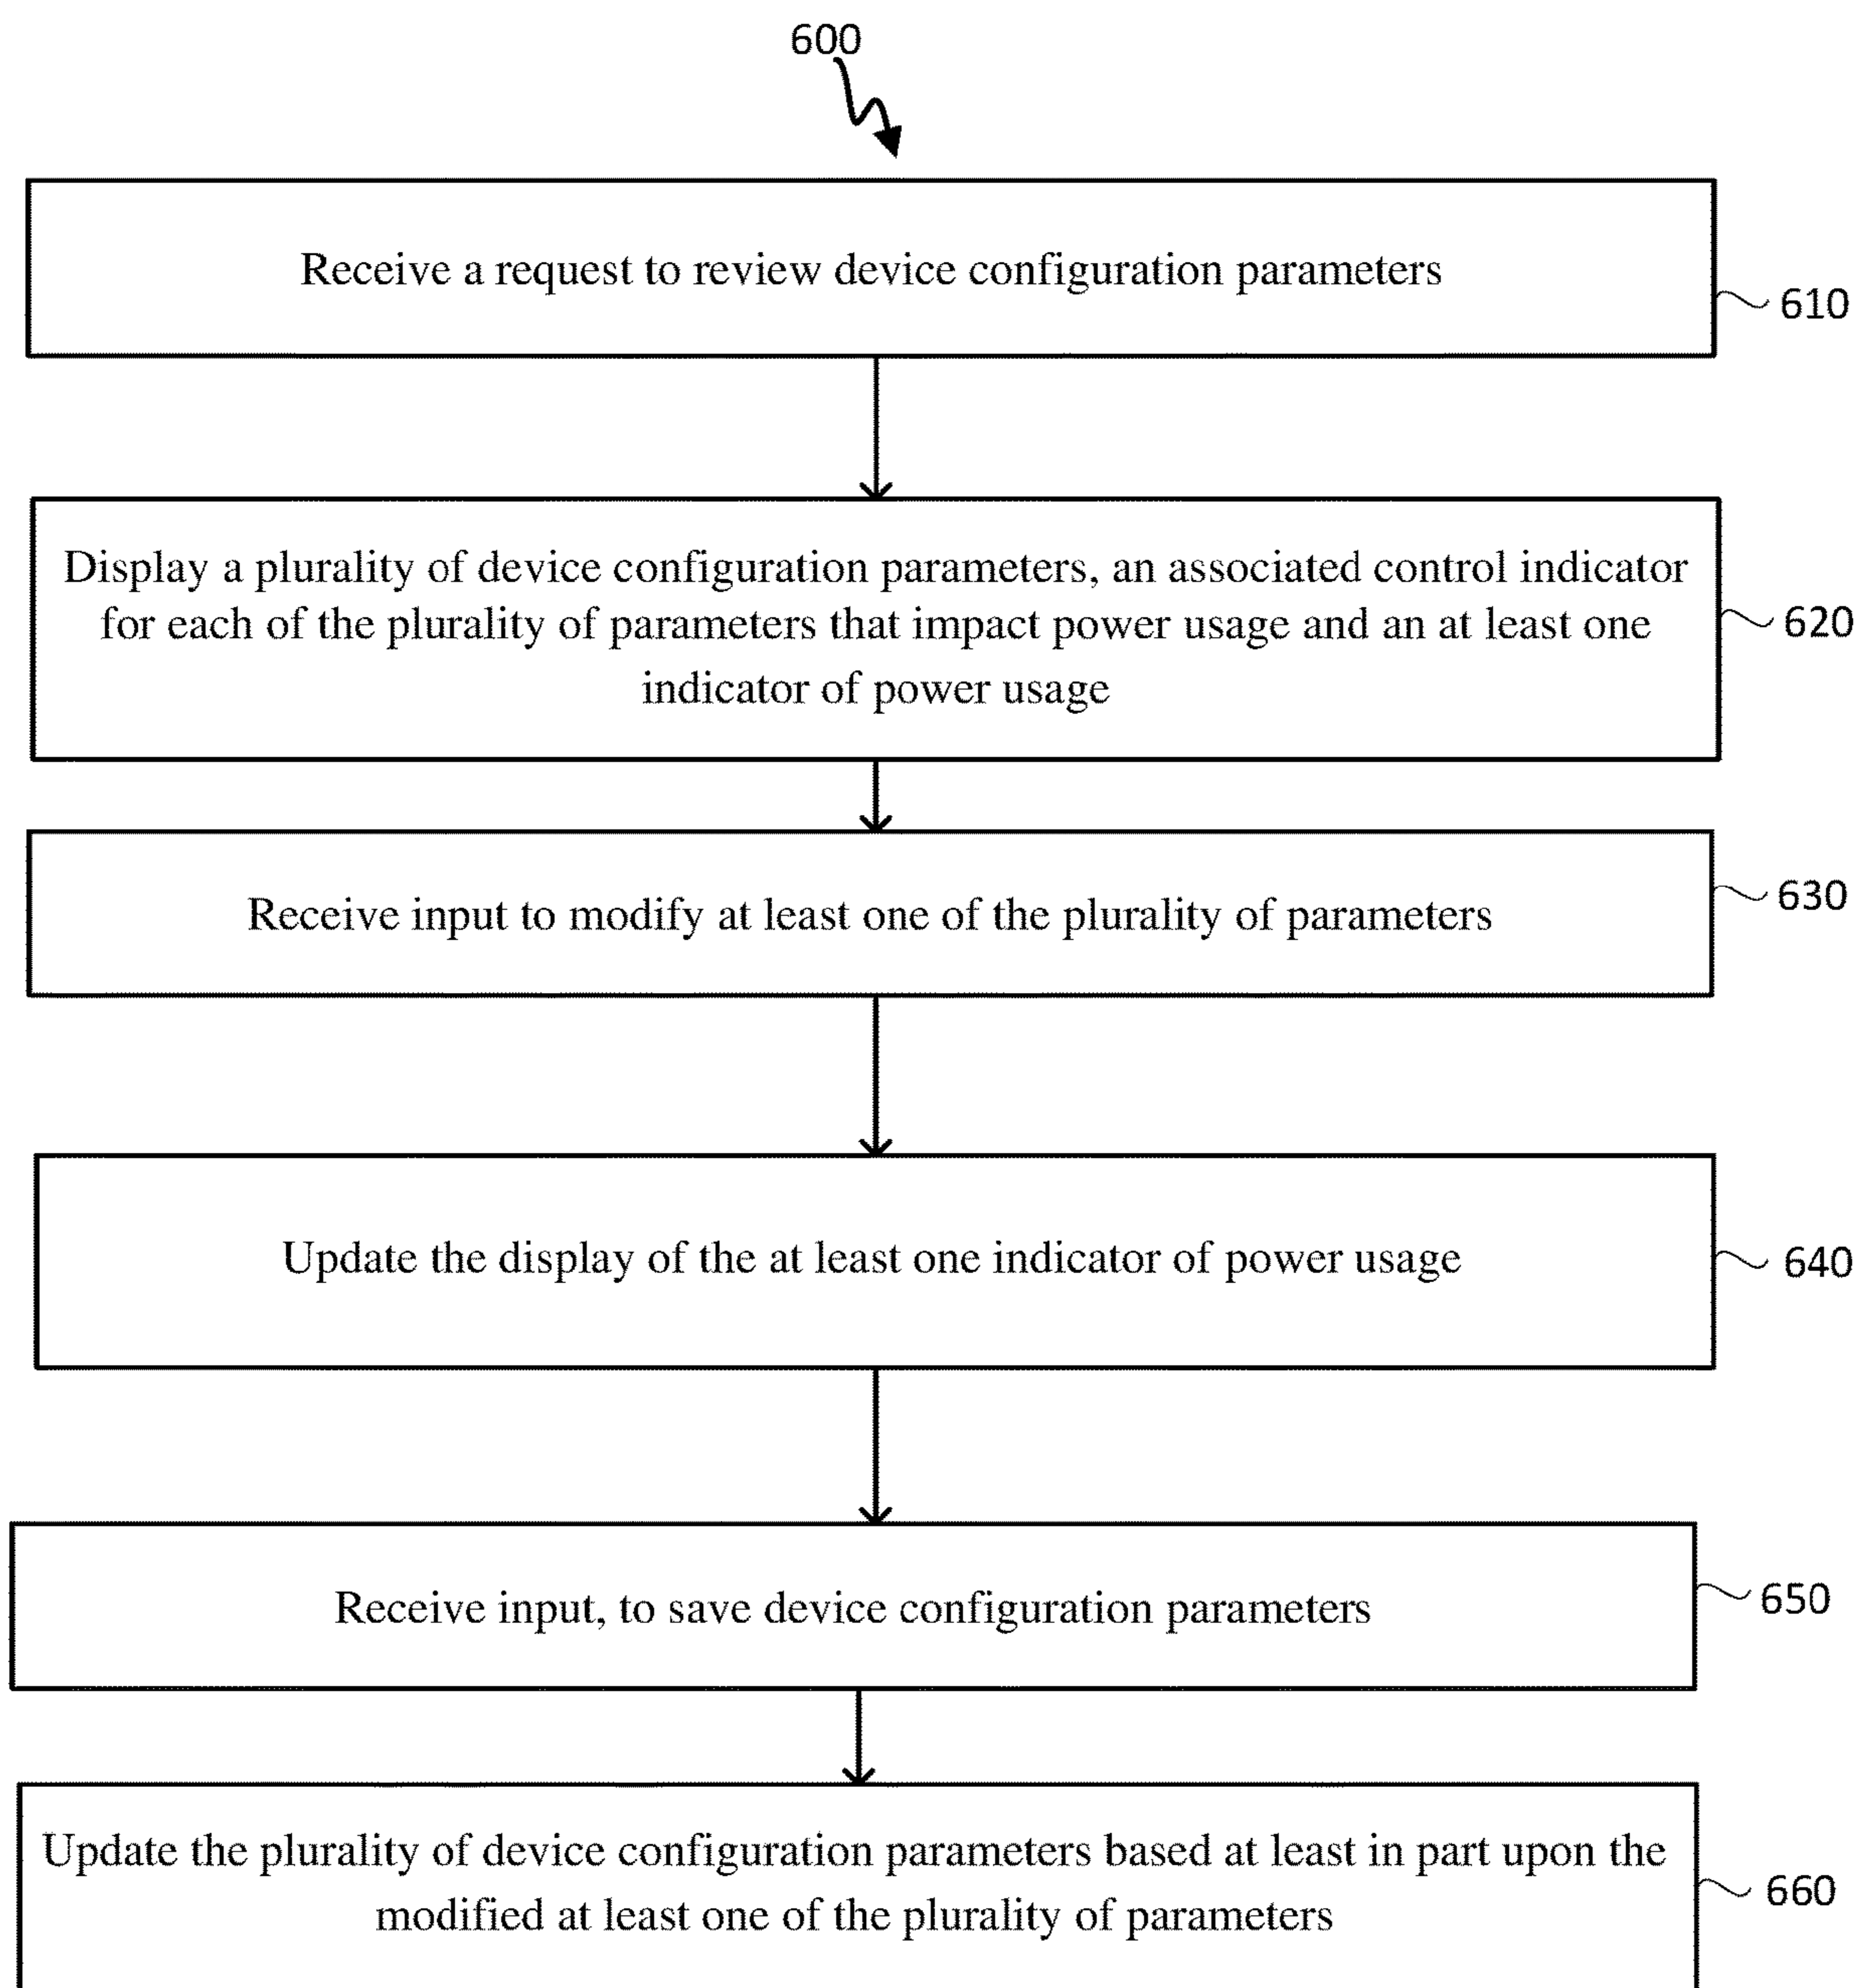 600
Receive a request to review device configuration parameters
610
Display a plurality of device configuration parameters, an associated control indicator
for each of the plurality of parameters that impact power usage and an at least one
indicator of power usage
620
Receive input to modify at least one of the plurality of parameters
630
Update the display of the at least one indicator of power usage
640
Receive input, to save device configuration parameters
650
Update the plurality of device configuration parameters based at least in part upon the
modified at least one of the plurality of parameters
660